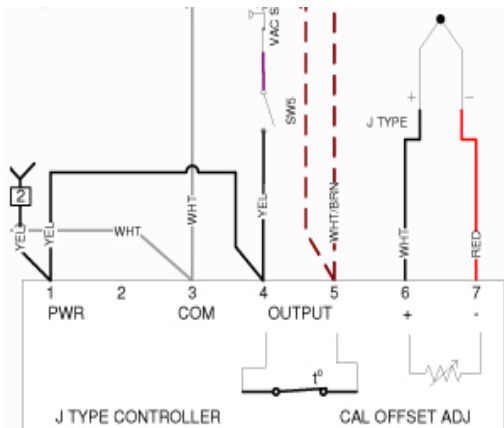 VAC S
SW5
+
-
J TYPE
2
YEL
YEL
WHT
WHT
YEL
WHT/BRN
WHT
RED
1
2
3
4
5
6
7
PWR
COM
OUTPUT
+
-
t⁰
J TYPE CONTROLLER
CAL OFFSET ADJ